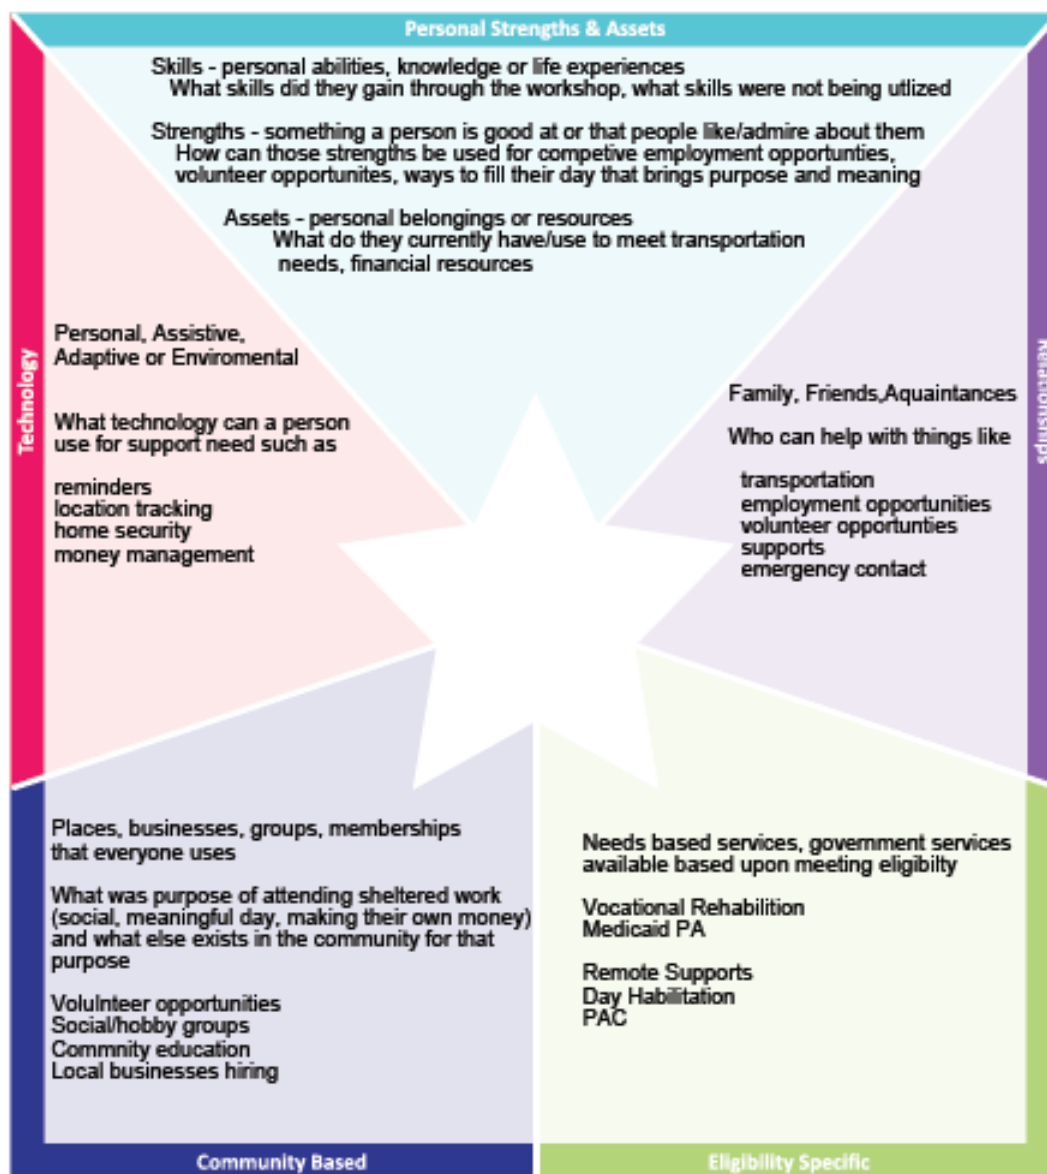 Personal Strengths & Assets
Skills - personal abilities, knowledge or life experiences
What skills did they gain through the workshop, what skills were not being utlized
Strengths - something a person is good at or that people like/admire about them
How can those strengths be used for competive employment opportunties,
volunteer opportunites, ways to fill their day that brings purpose and meaning
Assets - personal belongings or resources
What do they currently have/use to meet transportation
needs, financial resources
Technology
Personal, Assistive,
Adaptive or Enviromental
What technology can a person
use for support need such as
reminders
location tracking
home security
money management
Relationships
Family, Friends,Aquaintances
Who can help with things like
transportation
employment opportunities
volunteer opportunties
supports
emergency contact
Places, businesses, groups, memberships
that everyone uses
What was purpose of attending sheltered work
(social, meaningful day, making their own money)
and what else exists in the community for that
purpose
Volulnteer opportunities
Social/hobby groups
Commnity education
Local businesses hiring
Community Based
Needs based services, government services
available based upon meeting eligibilty
Vocational Rehabilition
Medicaid PA
Remote Supports
Day Habilitation
PAC
Eligibility Specific